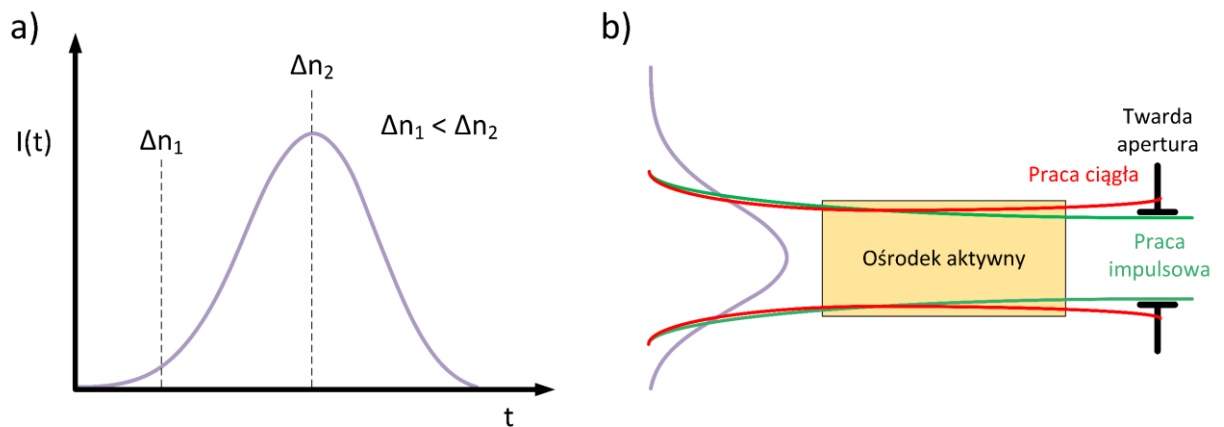 a)
I(t)
Δn₁
Δn₂
Δn₁ < Δn₂
t
b)
Twarda
apertura
Praca ciągła
Ośrodek aktywny
Praca
impulsowa